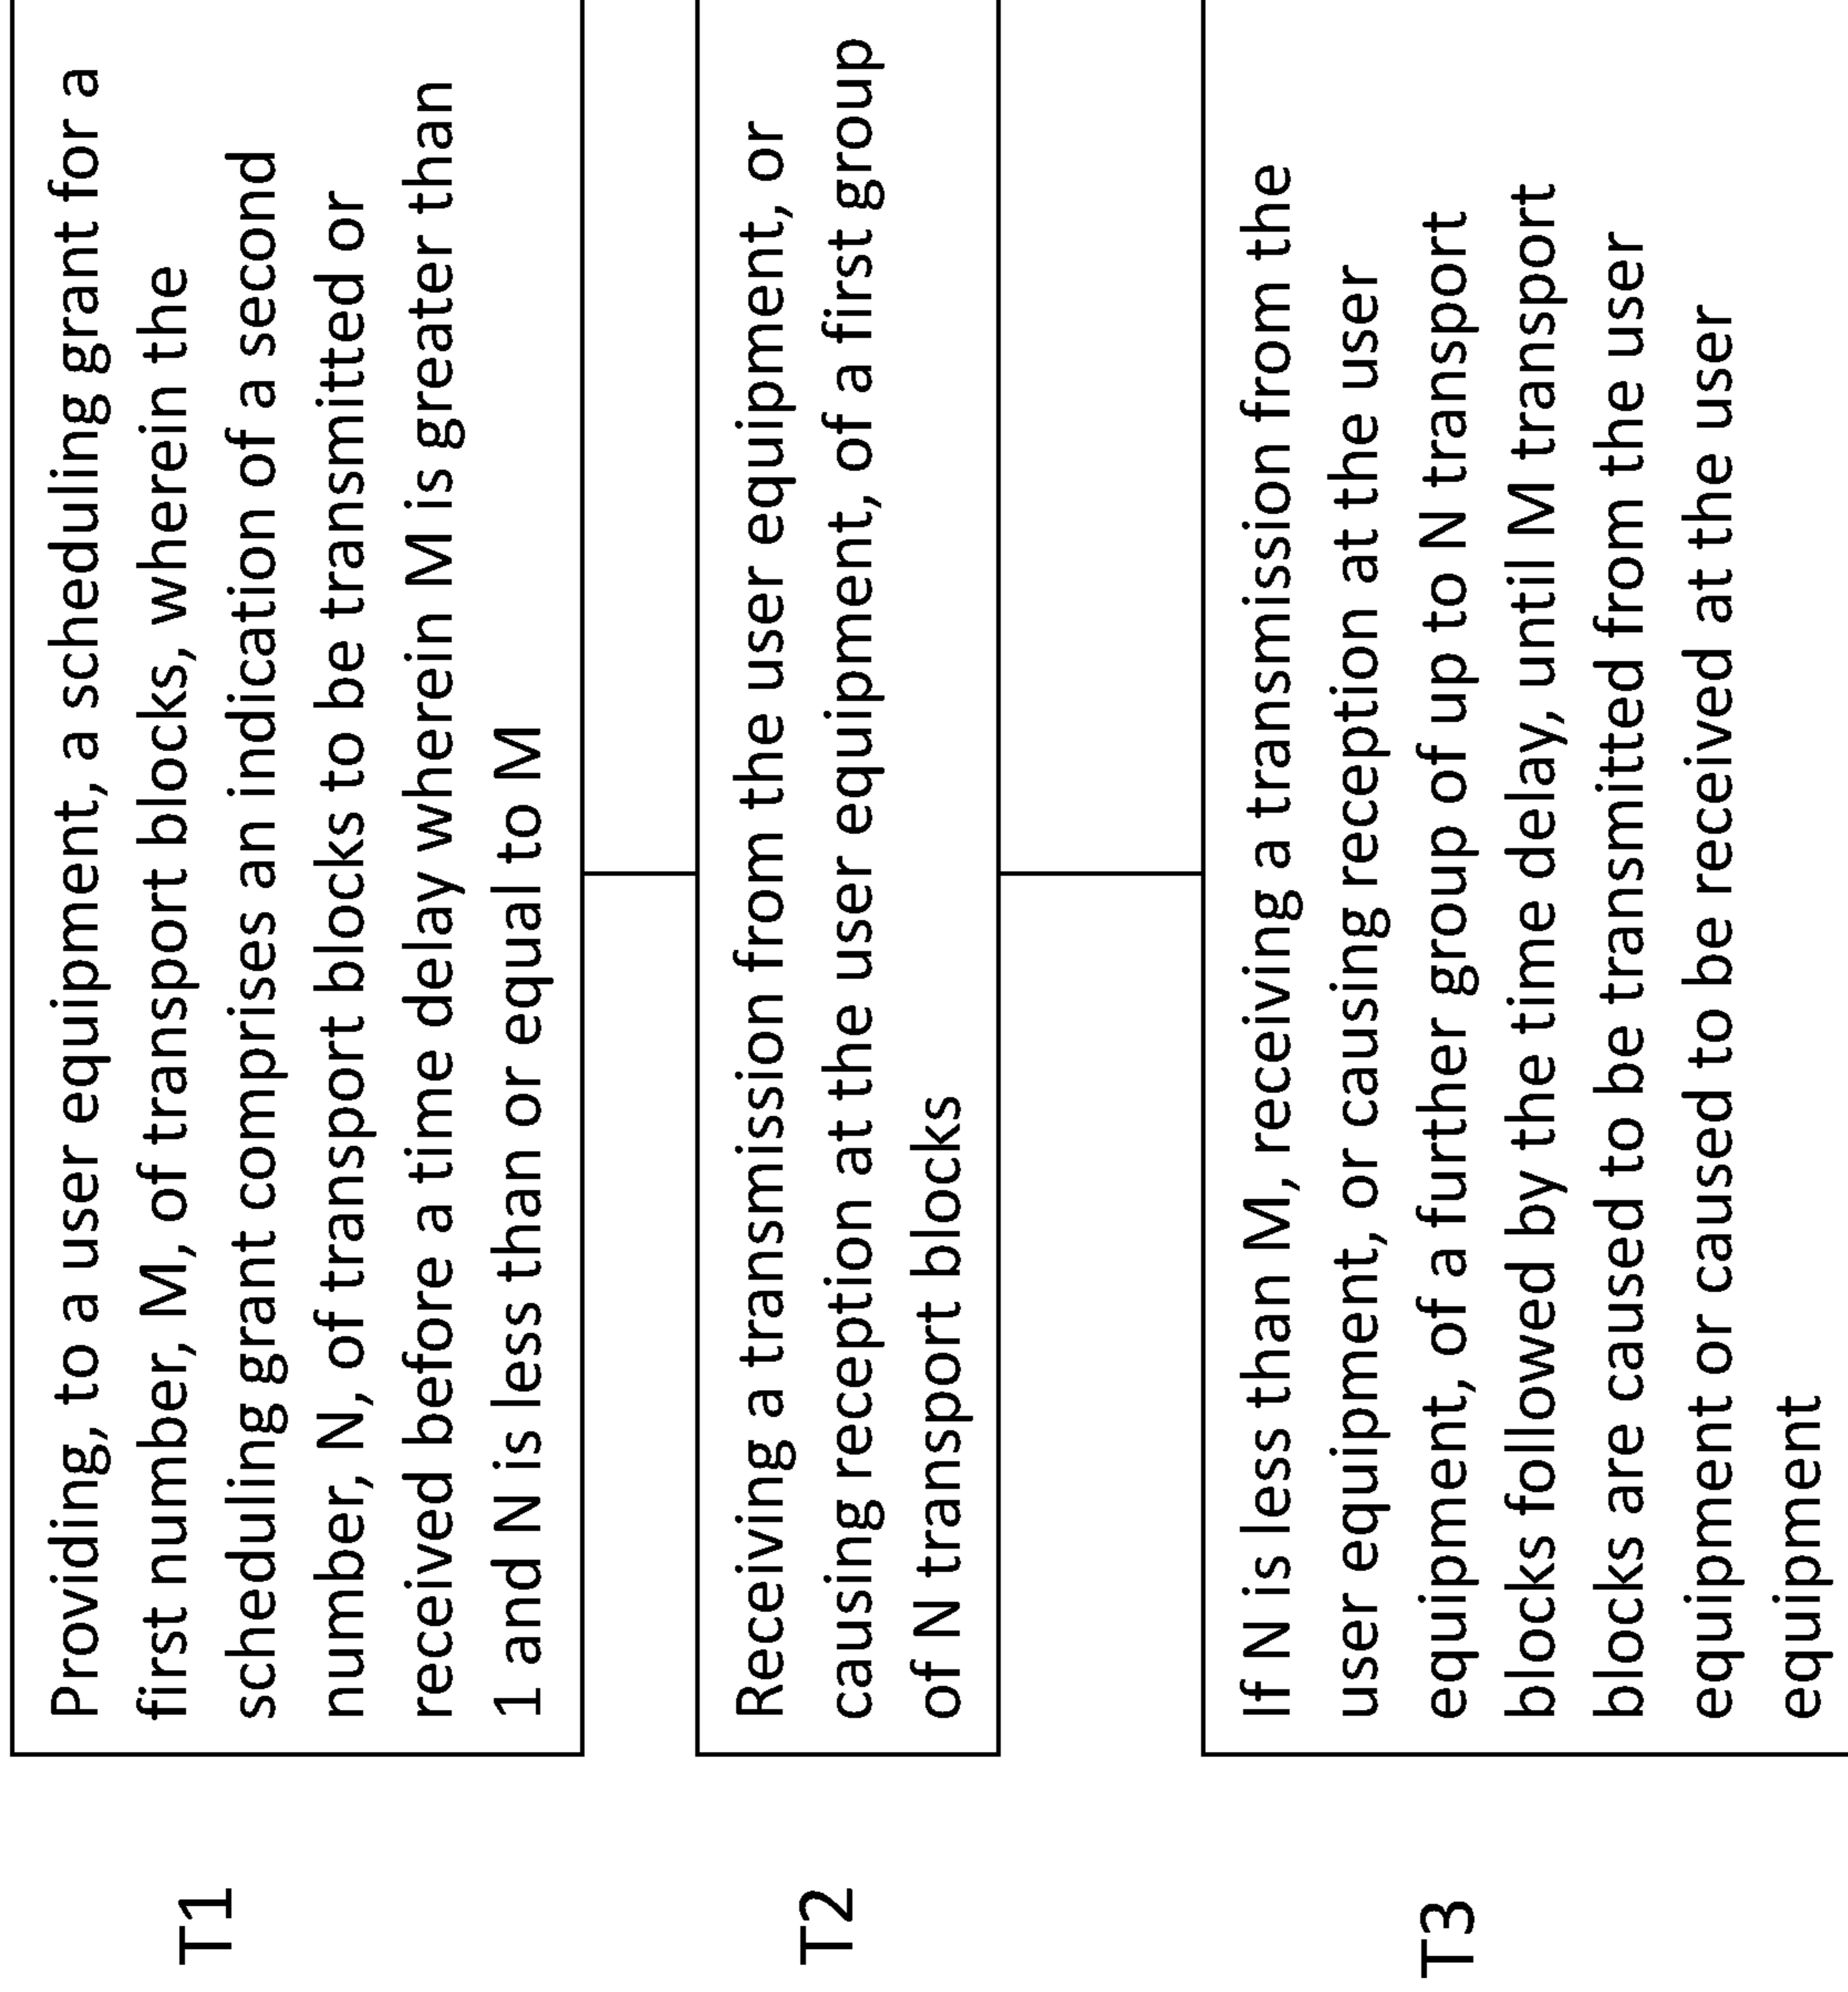 T1
Providing, to a user equipment, a scheduling grant for a
first number, M, of transport blocks, wherein the
scheduling grant comprises an indication of a second
number, N, of transport blocks to be transmitted or
received before a time delay wherein M is greater than
1 and N is less than or equal to M
T2
Receiving a transmission from the user equipment, or
causing reception at the user equipment, of a first group
of N transport blocks
T3
If N is less than M, receiving a transmission from the
user equipment, or causing reception at the user
equipment, of a further group of up to N transport
blocks followed by the time delay, until M transport
blocks are caused to be transmitted from the user
equipment or caused to be received at the user
equipment